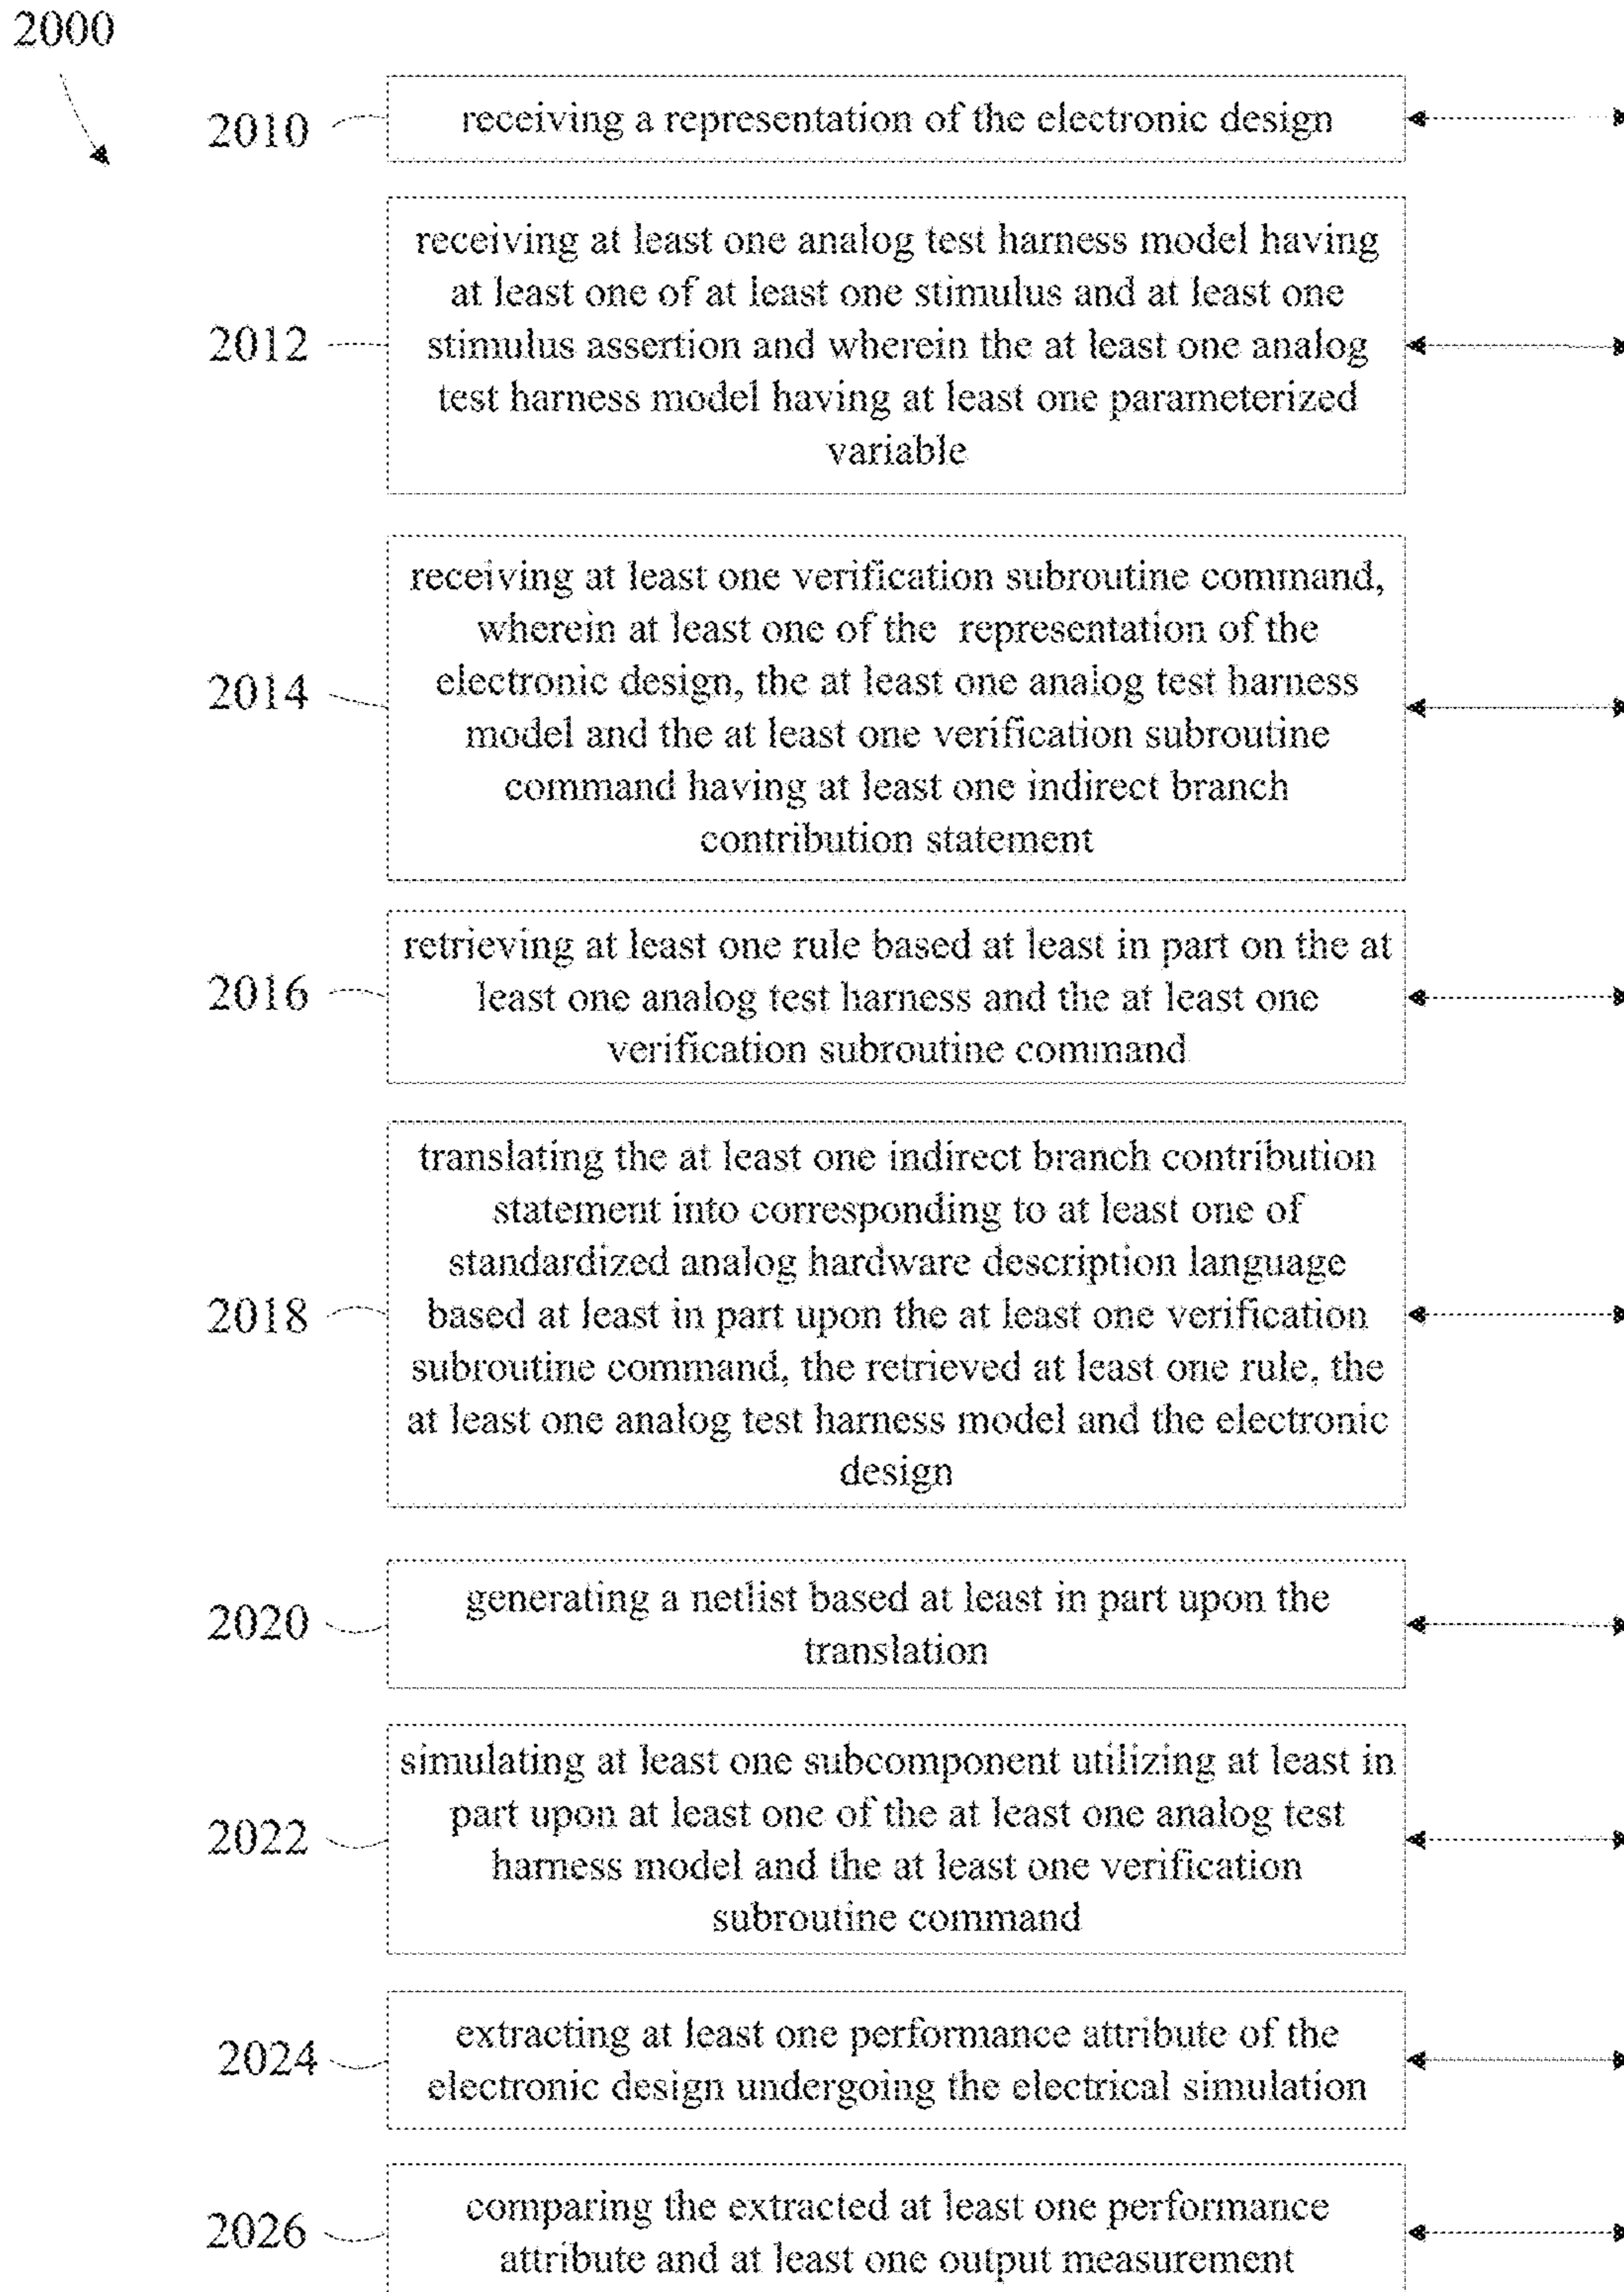 2000
2010
receiving a representation of the electronic design
2012
receiving at least one analog test harness model having
at least one of at least one stimulus and at least one
stimulus assertion and wherein the at least one analog
test harness model having at least one parameterized
variable
2014
receiving at least one verification subroutine command,
wherein at least one of the representation of the
electronic design, the at least one analog test harness
model and the at least one verification subroutine
command having at least one indirect branch
contribution statement
2016
retrieving at least one rule based at least in part on the at
least one analog test harness and the at least one
verification subroutine command
2018
translating the at least one indirect branch contribution
statement into corresponding to at least one of
standardized analog hardware description language
based at least in part upon the at least one verification
subroutine command, the retrieved at least one rule, the
at least one analog test harness model and the electronic
design
2020
generating a netlist based at least in part upon the
translation
2022
simulating at least one subcomponent utilizing at least in
part upon at least one of the at least one analog test
harness model and the at least one verification
subroutine command
2024
extracting at least one performance attribute of the
electronic design undergoing the electrical simulation
2026
comparing the extracted at least one performance
attribute and at least one output measurement